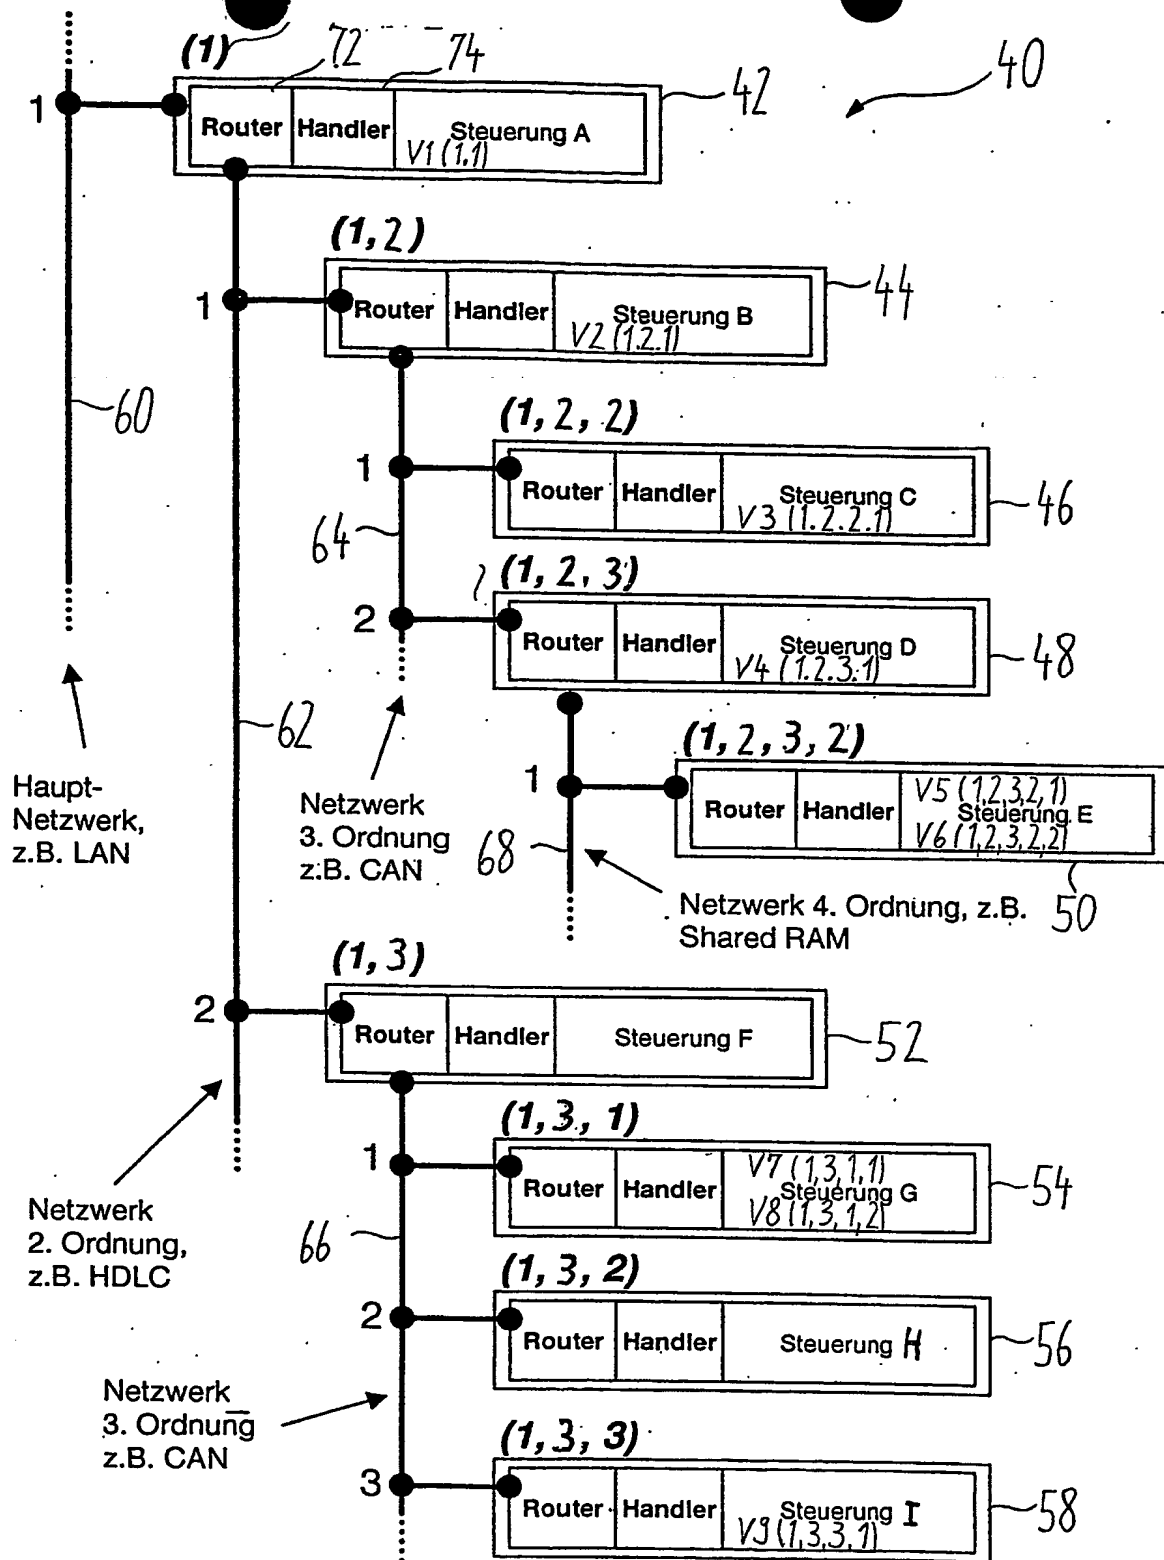 (1)
72
74
40
1
Router
Handler
Steuerung A
V1 (1.1)
42
(1,2)
1
Router
Handler
Steuerung B
V2 (1.2.1)
44
60
(1, 2, 2)
1
Router
Handler
Steuerung C
V3 (1.2.2.1)
46
64
(1, 2, 3)
2
Router
Handler
Steuerung D
V4 (1.2.3.1)
48
62
(1, 2, 3, 2)
1
Router
Handler
V5 (1,2,3,2,1)
Steuerung E
V6 (1,2,3,2,2)
50
Haupt-
Netzwerk,
z.B. LAN
Netzwerk
3. Ordnung
z.B. CAN
68
Netzwerk 4. Ordnung, z.B.
Shared RAM
(1,3)
2
Router
Handler
Steuerung F
52
(1,3, 1)
1
Router
Handler
V7 (1,3,1,1)
Steuerung G
V8 (1,3,1,2)
54
Netzwerk
2. Ordnung,
z.B. HDLC
66
(1, 3, 2)
2
Router
Handler
Steuerung H
56
Netzwerk
3. Ordnung
z.B. CAN
(1, 3, 3)
3
Router
Handler
Steuerung I
V9 (1,3,3,1)
58